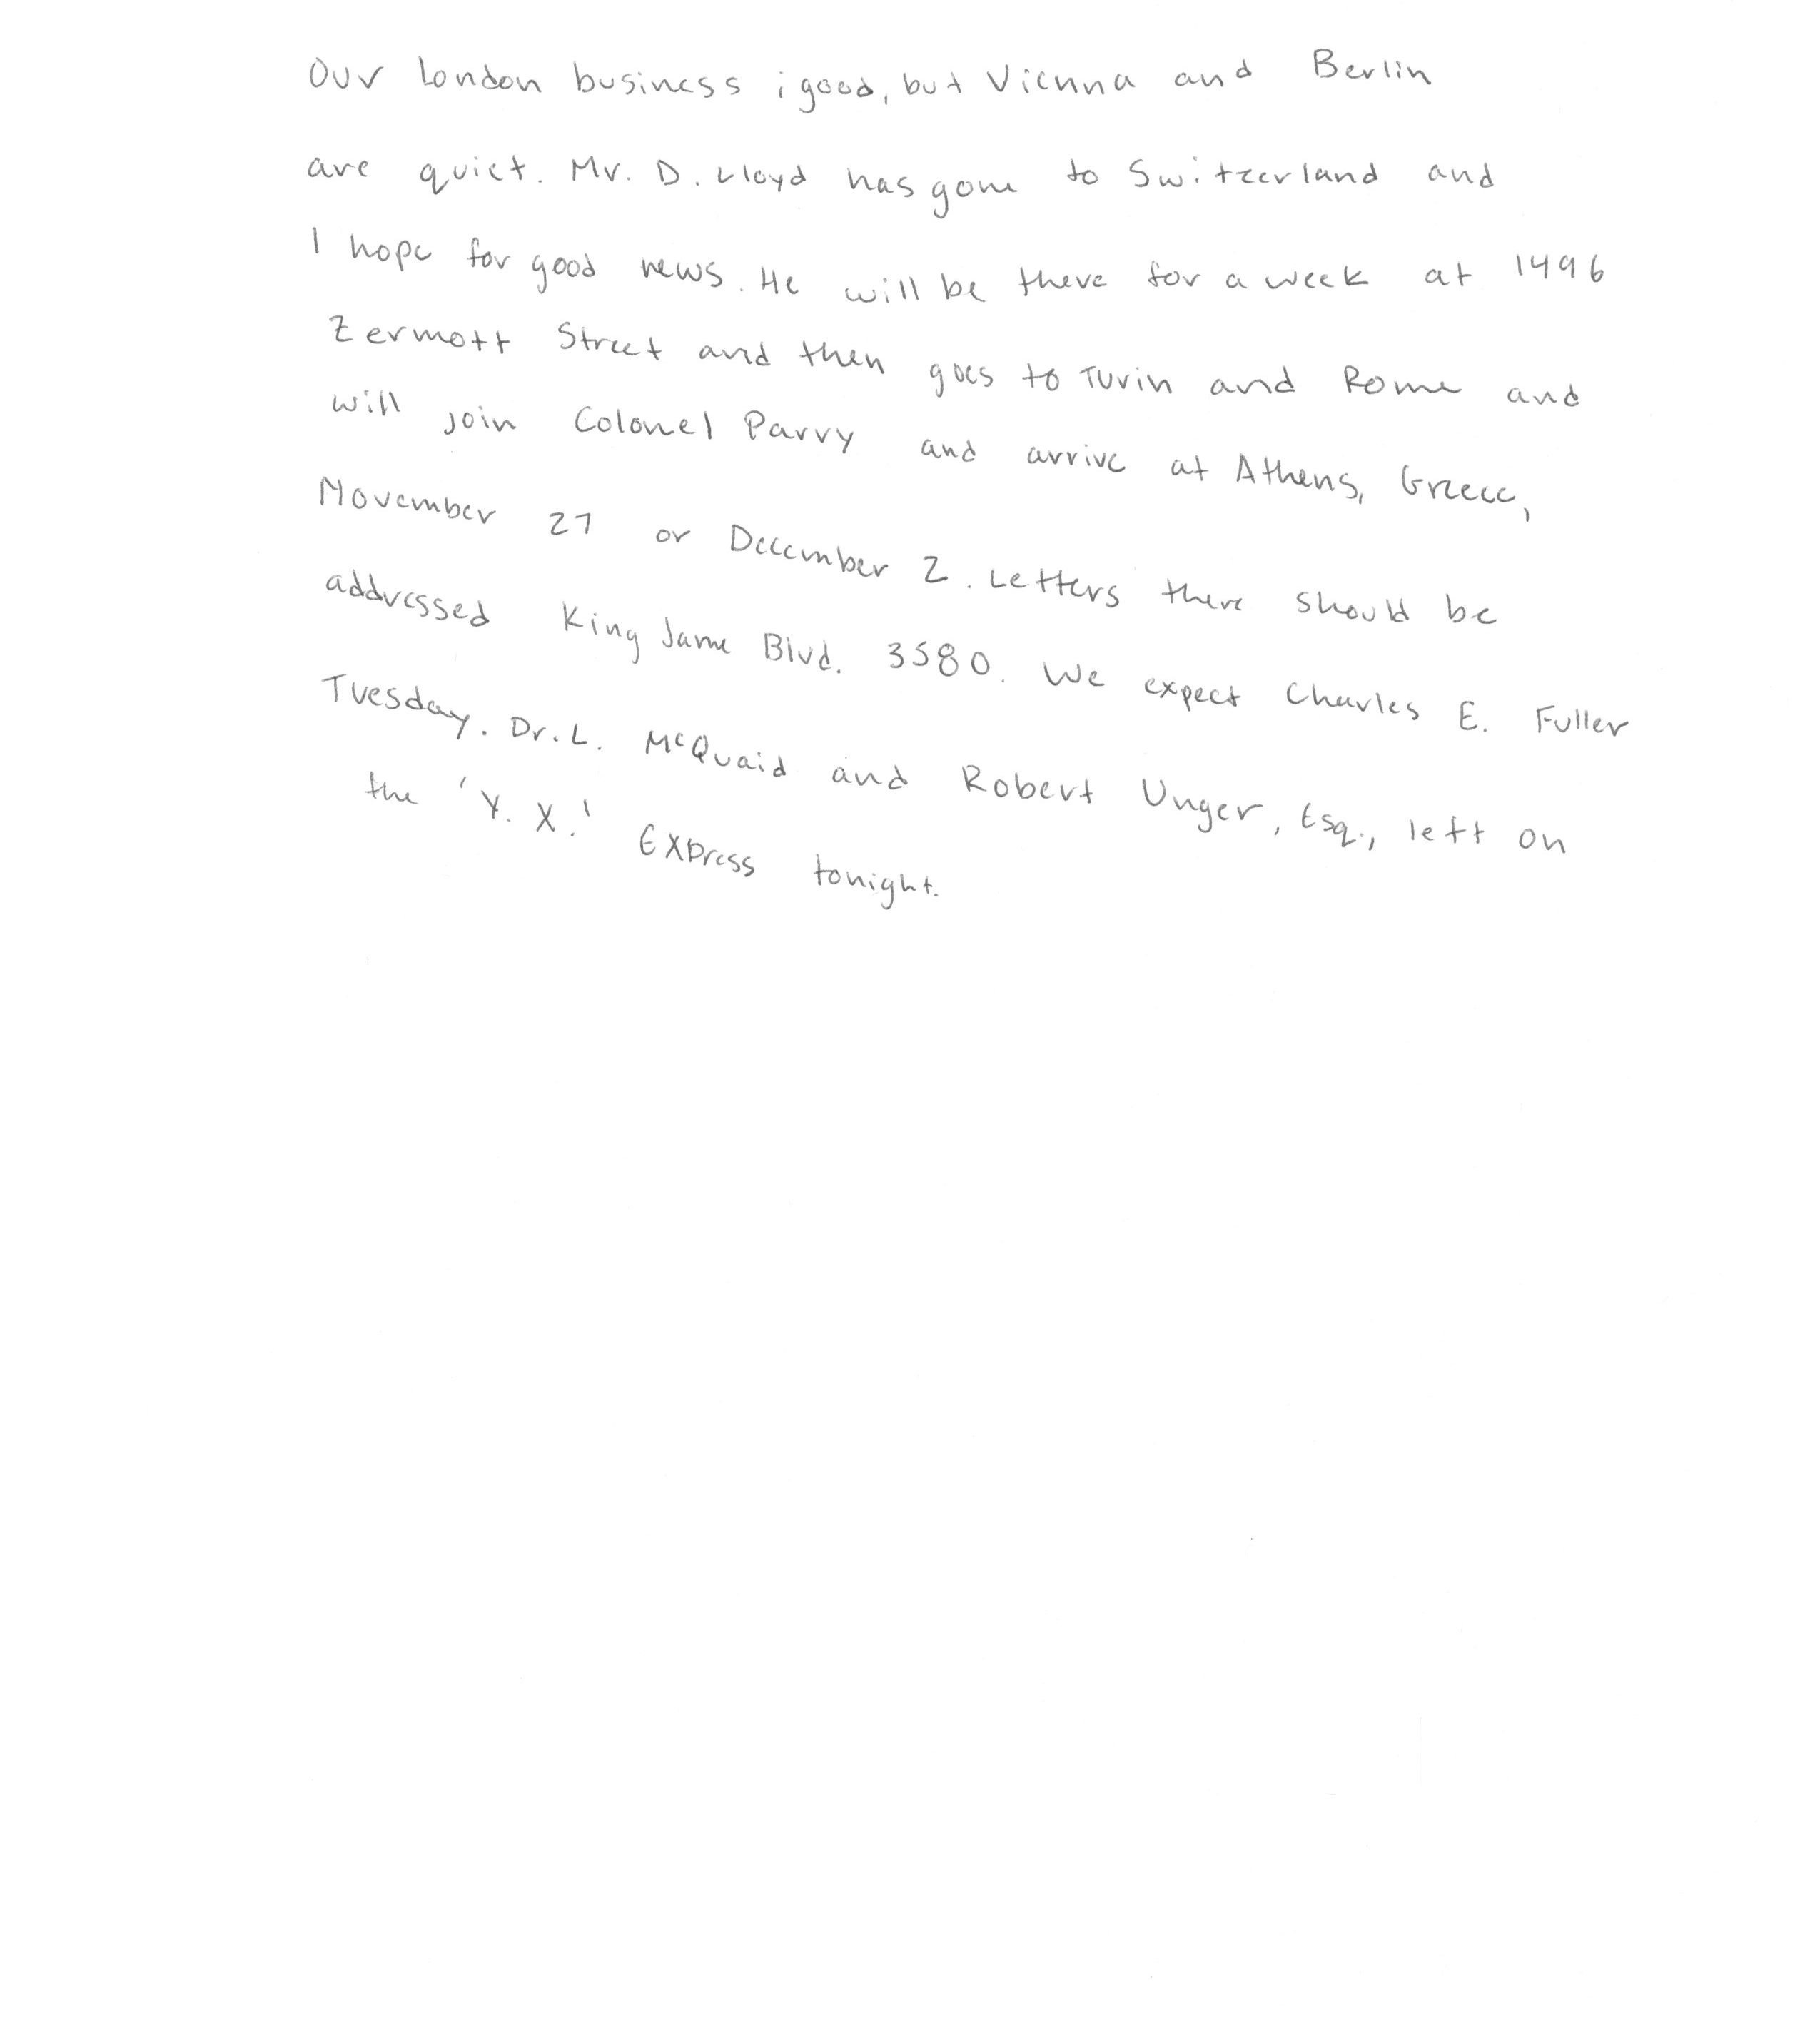 Our London business i good, but Vienna and Berlin
are quiet. Mr. D. Lloyd has gone to Switzerland and
I hope for good news. He will be there for a week at 1496
Zermott Street and then goes to Turin and Rome and
will join Colonel Parry and arrive at Athens, Greece,
November 27 or December 2. Letters there should be
addressed King Jame Blvd. 3580. We expect Charles E. Fuller
Tuesday. Dr. L. McQuaid and Robert Unger, Esq., left on
the 'Y. X.' Express tonight.